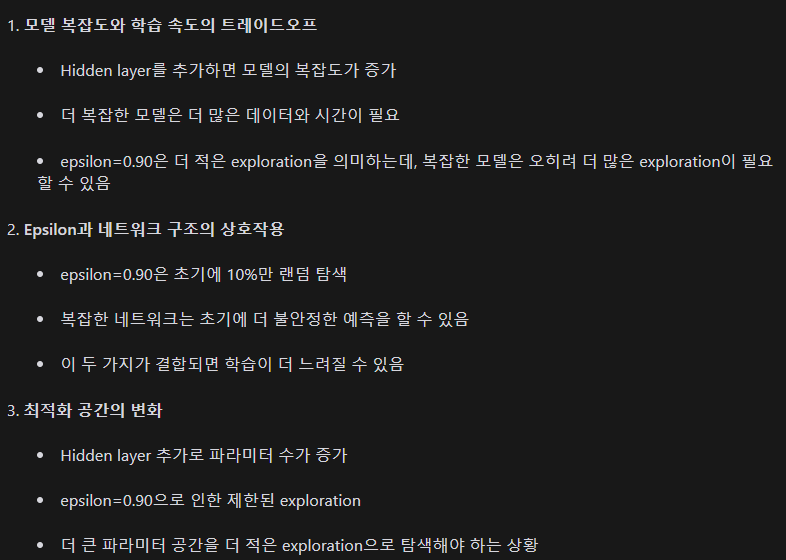 1. 모델 복잡도와 학습 속도의 트레이드오프
• Hidden layer를 추가하면 모델의 복잡도가 증가
• 더 복잡한 모델은 더 많은 데이터와 시간이 필요
• epsilon=0.90은 더 적은 exploration을 의미하는데, 복잡한 모델은 오히려 더 많은 exploration이 필요
할 수 있음
2. Epsilon과 네트워크 구조의 상호작용
• epsilon=0.90은 초기에 10%만 랜덤 탐색
• 복잡한 네트워크는 초기에 더 불안정한 예측을 할 수 있음
• 이 두 가지가 결합되면 학습이 더 느려질 수 있음
3. 최적화 공간의 변화
• Hidden layer 추가로 파라미터 수가 증가
• epsilon=0.90으로 인한 제한된 exploration
• 더 큰 파라미터 공간을 더 적은 exploration으로 탐색해야 하는 상황